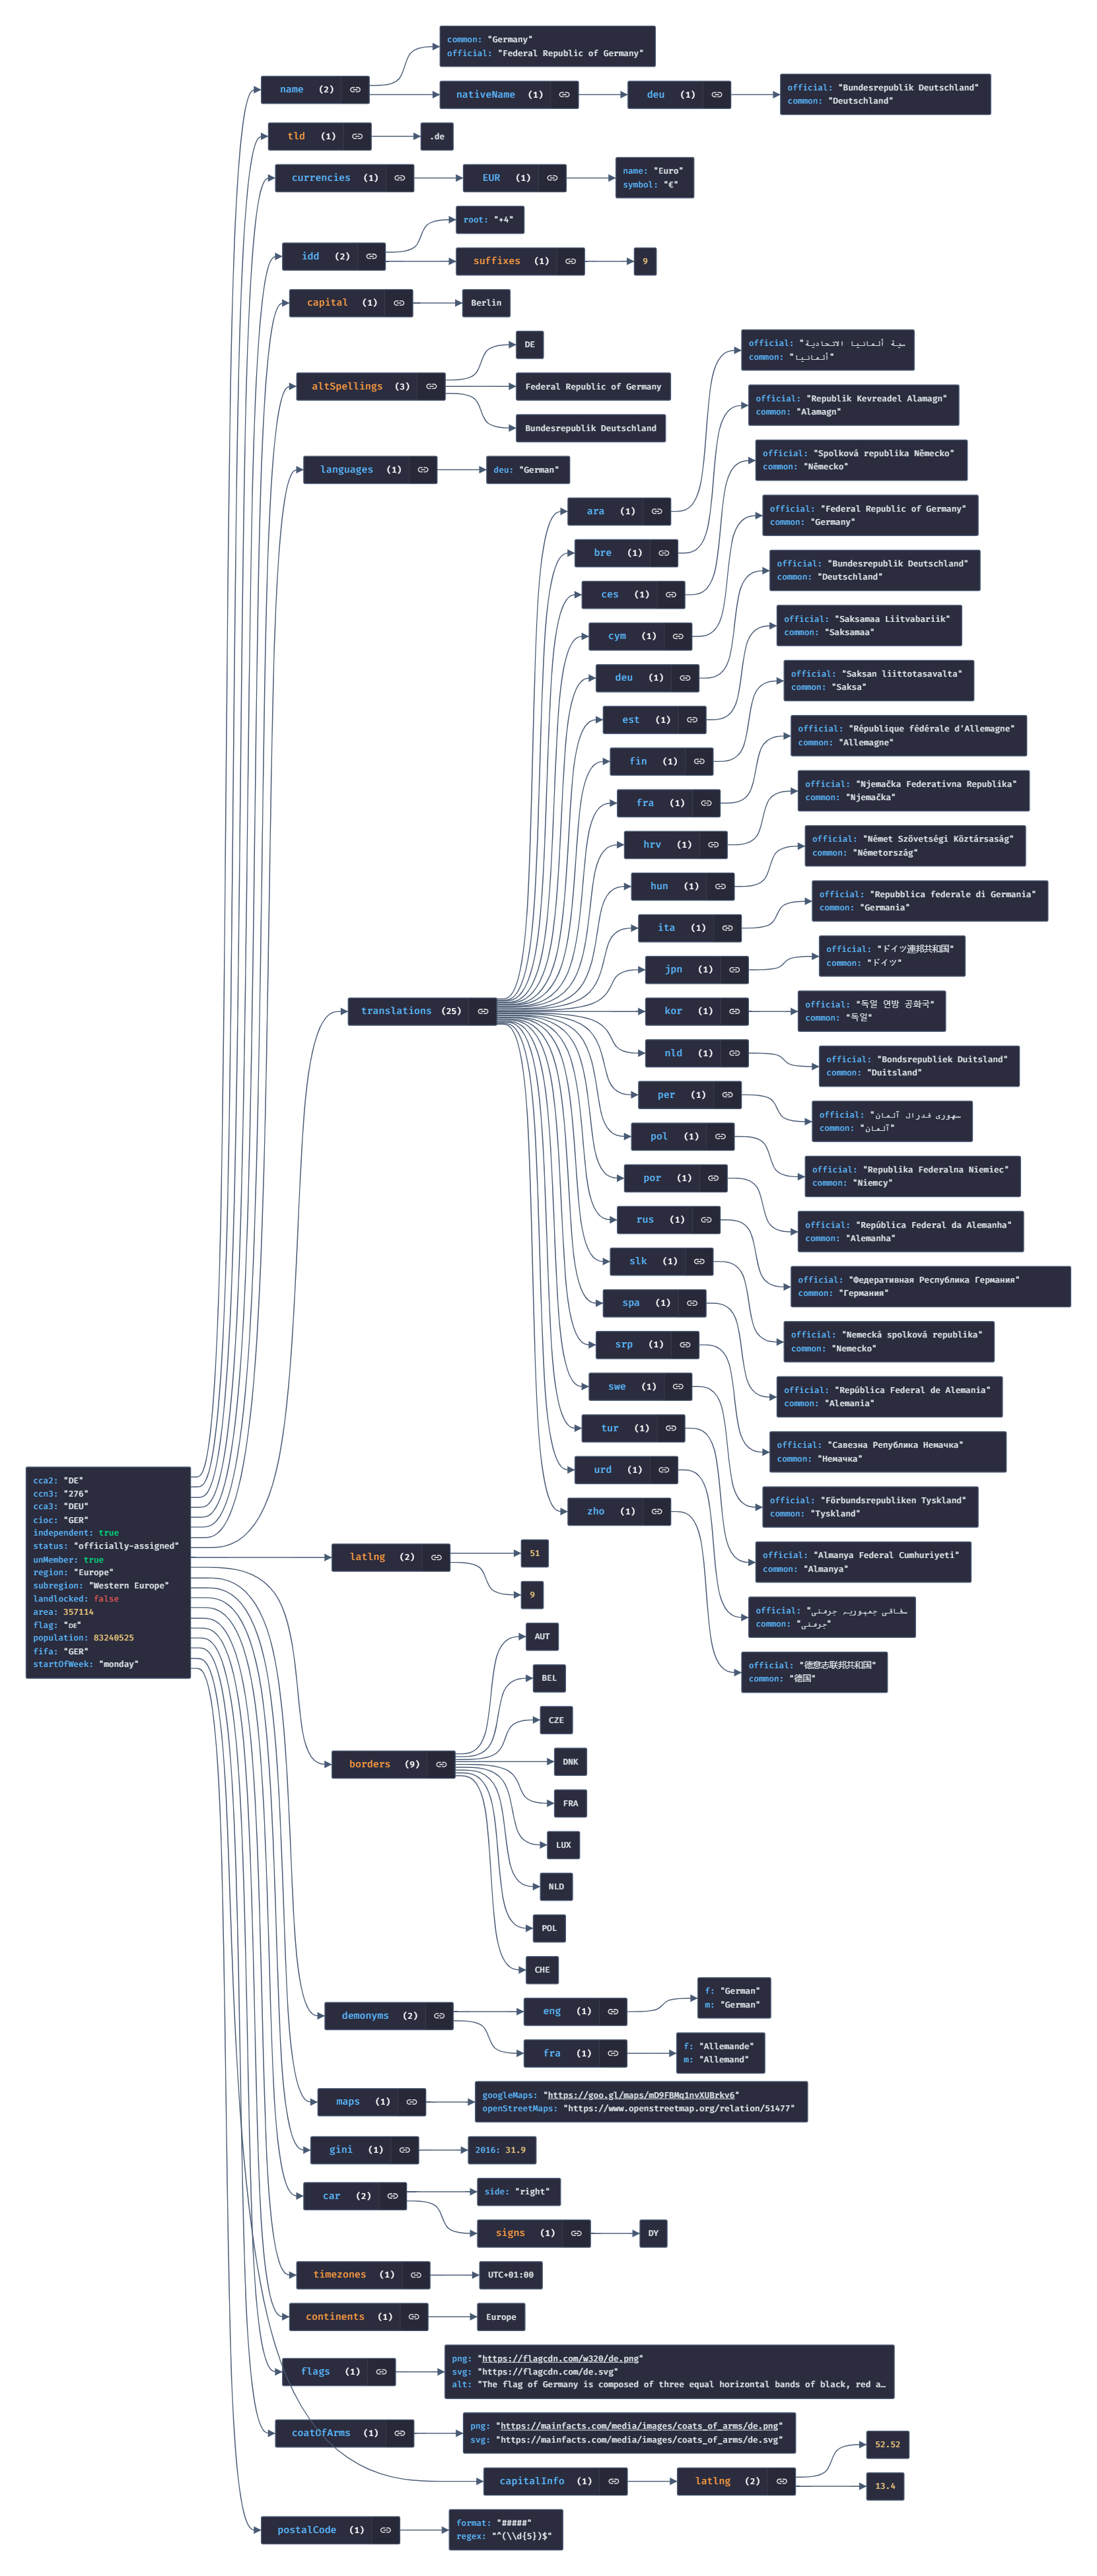 common: "Germany"
official: "Federal Republic of Germany"
name (2)
nativeName (1)
deu (1)
official: "Bundesrepublik Deutschland"
common: "Deutschland"
tld (1)
.de
currencies (1)
EUR (1)
name: "Euro"
symbol: "€"
idd (2)
root: "+4"
suffixes (1)
9
capital (1)
Berlin
altSpellings (3)
DE
Federal Republic of Germany
Bundesrepublik Deutschland
languages (1)
deu: "German"
translations (25)
ara (1)
official: "ـية ألمانيا الاتحادية…
common: "ألمانيا"
bre (1)
official: "Republik Kevreadel Alamagn"
common: "Alamagn"
ces (1)
official: "Spolková republika Německo"
common: "Německo"
cym (1)
official: "Federal Republic of Germany"
common: "Germany"
deu (1)
official: "Bundesrepublik Deutschland"
common: "Deutschland"
est (1)
official: "Saksamaa Liitvabariik"
common: "Saksamaa"
fin (1)
official: "Saksan liittotasavalta"
common: "Saksa"
fra (1)
official: "République fédérale d'Allemagne"
common: "Allemagne"
hrv (1)
official: "Njemačka Federativna Republika"
common: "Njemačka"
hun (1)
official: "Német Szövetségi Köztársaság"
common: "Németország"
ita (1)
official: "Repubblica federale di Germania"
common: "Germania"
jpn (1)
official: "ドイツ連邦共和国"
common: "ドイツ"
kor (1)
official: "독일 연방 공화국"
common: "독일"
nld (1)
official: "Bondsrepubliek Duitsland"
common: "Duitsland"
per (1)
official: "ـهوری فدرال آلمان…
common: "آلمان"
pol (1)
official: "Republika Federalna Niemiec"
common: "Niemcy"
por (1)
official: "República Federal da Alemanha"
common: "Alemanha"
rus (1)
official: "Федеративная Республика Германия"
common: "Германия"
slk (1)
official: "Nemecká spolková republika"
common: "Nemecko"
spa (1)
official: "República Federal de Alemania"
common: "Alemania"
srp (1)
official: "Савезна Република Немачка"
common: "Немачка"
swe (1)
official: "Förbundsrepubliken Tyskland"
common: "Tyskland"
tur (1)
official: "Almanya Federal Cumhuriyeti"
common: "Almanya"
urd (1)
official: "ـفاقی جمہوریہ جرمنی…
common: "جرمنی"
zho (1)
official: "德意志联邦共和国"
common: "德国"
cca2: "DE"
ccn3: "276"
cca3: "DEU"
cioc: "GER"
independent: true
status: "officially-assigned"
unMember: true
region: "Europe"
subregion: "Western Europe"
landlocked: false
area: 357114
flag: "🇩🇪"
population: 83240525
fifa: "GER"
startOfWeek: "monday"
latlng (2)
51
9
borders (9)
AUT
BEL
CZE
DNK
FRA
LUX
NLD
POL
CHE
demonyms (2)
eng (1)
f: "German"
m: "German"
fra (1)
f: "Allemande"
m: "Allemand"
maps (1)
googleMaps: "https://goo.gl/maps/mD9FBMq1nvXUBrkv6"
openStreetMaps: "https://www.openstreetmap.org/relation/51477"
gini (1)
2016: 31.9
car (2)
side: "right"
signs (1)
DY
timezones (1)
UTC+01:00
continents (1)
Europe
flags (1)
png: "https://flagcdn.com/w320/de.png"
svg: "https://flagcdn.com/de.svg"
alt: "The flag of Germany is composed of three equal horizontal bands of black, red a…
coatOfArms (1)
png: "https://mainfacts.com/media/images/coats_of_arms/de.png"
svg: "https://mainfacts.com/media/images/coats_of_arms/de.svg"
capitalInfo (1)
latlng (2)
52.52
13.4
postalCode (1)
format: "#####"
regex: "^(\\d{5})$"